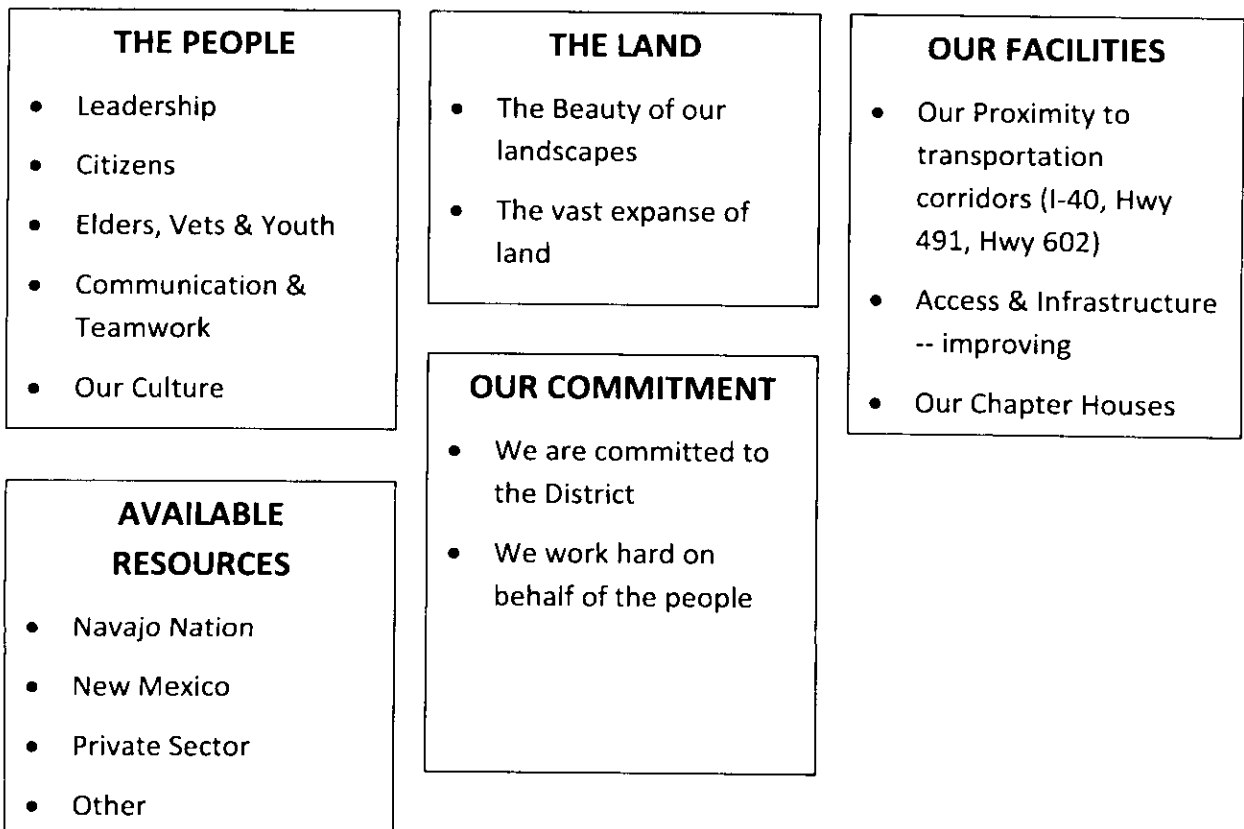 THE PEOPLE
• Leadership
• Citizens
• Elders, Vets & Youth
• Communication &
Teamwork
• Our Culture
THE LAND
• The Beauty of our
landscapes
• The vast expanse of
land
OUR FACILITIES
• Our Proximity to
transportation
corridors (I-40, Hwy
491, Hwy 602)
• Access & Infrastructure
-- improving
• Our Chapter Houses
AVAILABLE
RESOURCES
• Navajo Nation
• New Mexico
• Private Sector
• Other
OUR COMMITMENT
• We are committed to
the District
• We work hard on
behalf of the people